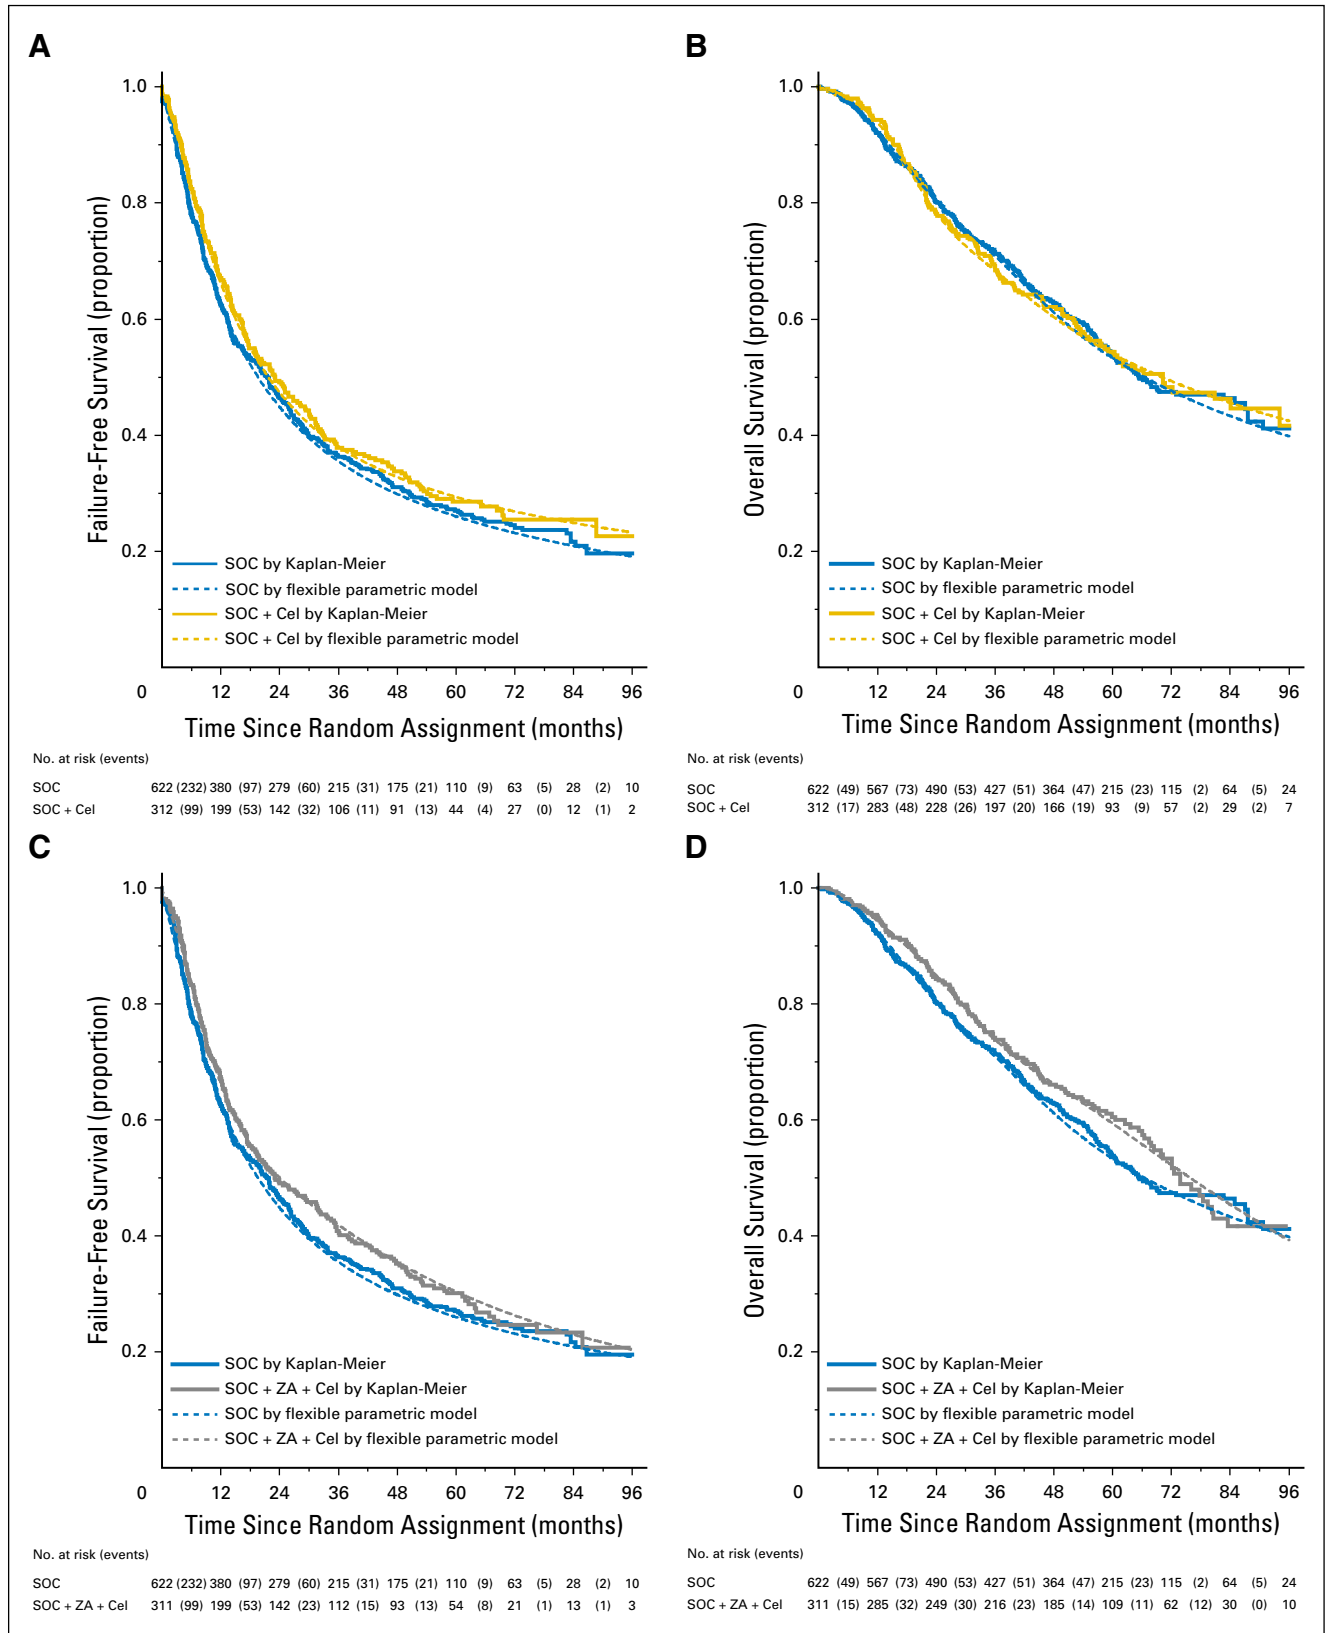 A
1.0
0.8
0.6
0.4
0.2
Failure-Free Survival (proportion)
SOC by Kaplan-Meier
SOC by flexible parametric model
SOC + Cel by Kaplan-Meier
SOC + Cel by flexible parametric model
0 12 24 36 48 60 72 84 96
Time Since Random Assignment (months)
No. at risk (events)
SOC 622 (232) 380 (97) 279 (60) 215 (31) 175 (21) 110 (9) 63 (5) 28 (2) 10
SOC + Cel 312 (99) 199 (53) 142 (32) 106 (11) 91 (13) 44 (4) 27 (0) 12 (1) 2
B
1.0
0.8
0.6
0.4
0.2
Overall Survival (proportion)
SOC by Kaplan-Meier
SOC by flexible parametric model
SOC + Cel by Kaplan-Meier
SOC + Cel by flexible parametric model
0 12 24 36 48 60 72 84 96
Time Since Random Assignment (months)
No. at risk (events)
SOC 622 (49) 567 (73) 490 (53) 427 (51) 364 (47) 215 (23) 115 (2) 64 (5) 24
SOC + Cel 312 (17) 283 (48) 228 (26) 197 (20) 166 (19) 93 (9) 57 (2) 29 (2) 7
C
1.0
0.8
0.6
0.4
0.2
Failure-Free Survival (proportion)
SOC by Kaplan-Meier
SOC + ZA + Cel by Kaplan-Meier
SOC by flexible parametric model
SOC + ZA + Cel by flexible parametric model
0 12 24 36 48 60 72 84 96
Time Since Random Assignment (months)
No. at risk (events)
SOC 622 (232) 380 (97) 279 (60) 215 (31) 175 (21) 110 (9) 63 (5) 28 (2) 10
SOC + ZA + Cel 311 (99) 199 (53) 142 (23) 112 (15) 93 (13) 54 (8) 21 (1) 13 (1) 3
D
1.0
0.8
0.6
0.4
0.2
Overall Survival (proportion)
SOC by Kaplan-Meier
SOC + ZA + Cel by Kaplan-Meier
SOC by flexible parametric model
SOC + ZA + Cel by flexible parametric model
0 12 24 36 48 60 72 84 96
Time Since Random Assignment (months)
No. at risk (events)
SOC 622 (49) 567 (73) 490 (53) 427 (51) 364 (47) 215 (23) 115 (2) 64 (5) 24
SOC + ZA + Cel 311 (15) 285 (32) 249 (30) 216 (23) 185 (14) 109 (11) 62 (12) 30 (0) 10